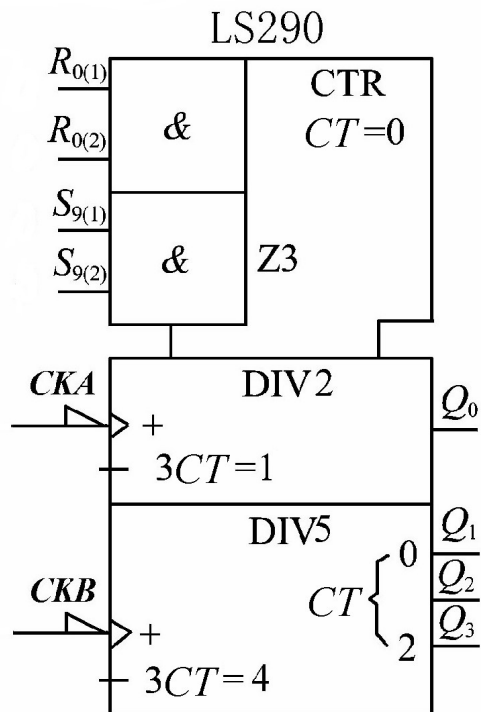 LS290
R0(1)
CTR
R0(2)
&
CT=0
S9(1)
S9(2)
&
Z3
DIV2
CKA
+
Q0
3CT=1
DIV5
Q1
0
Q2
CKB
+
CT
Q3
2
3CT=4